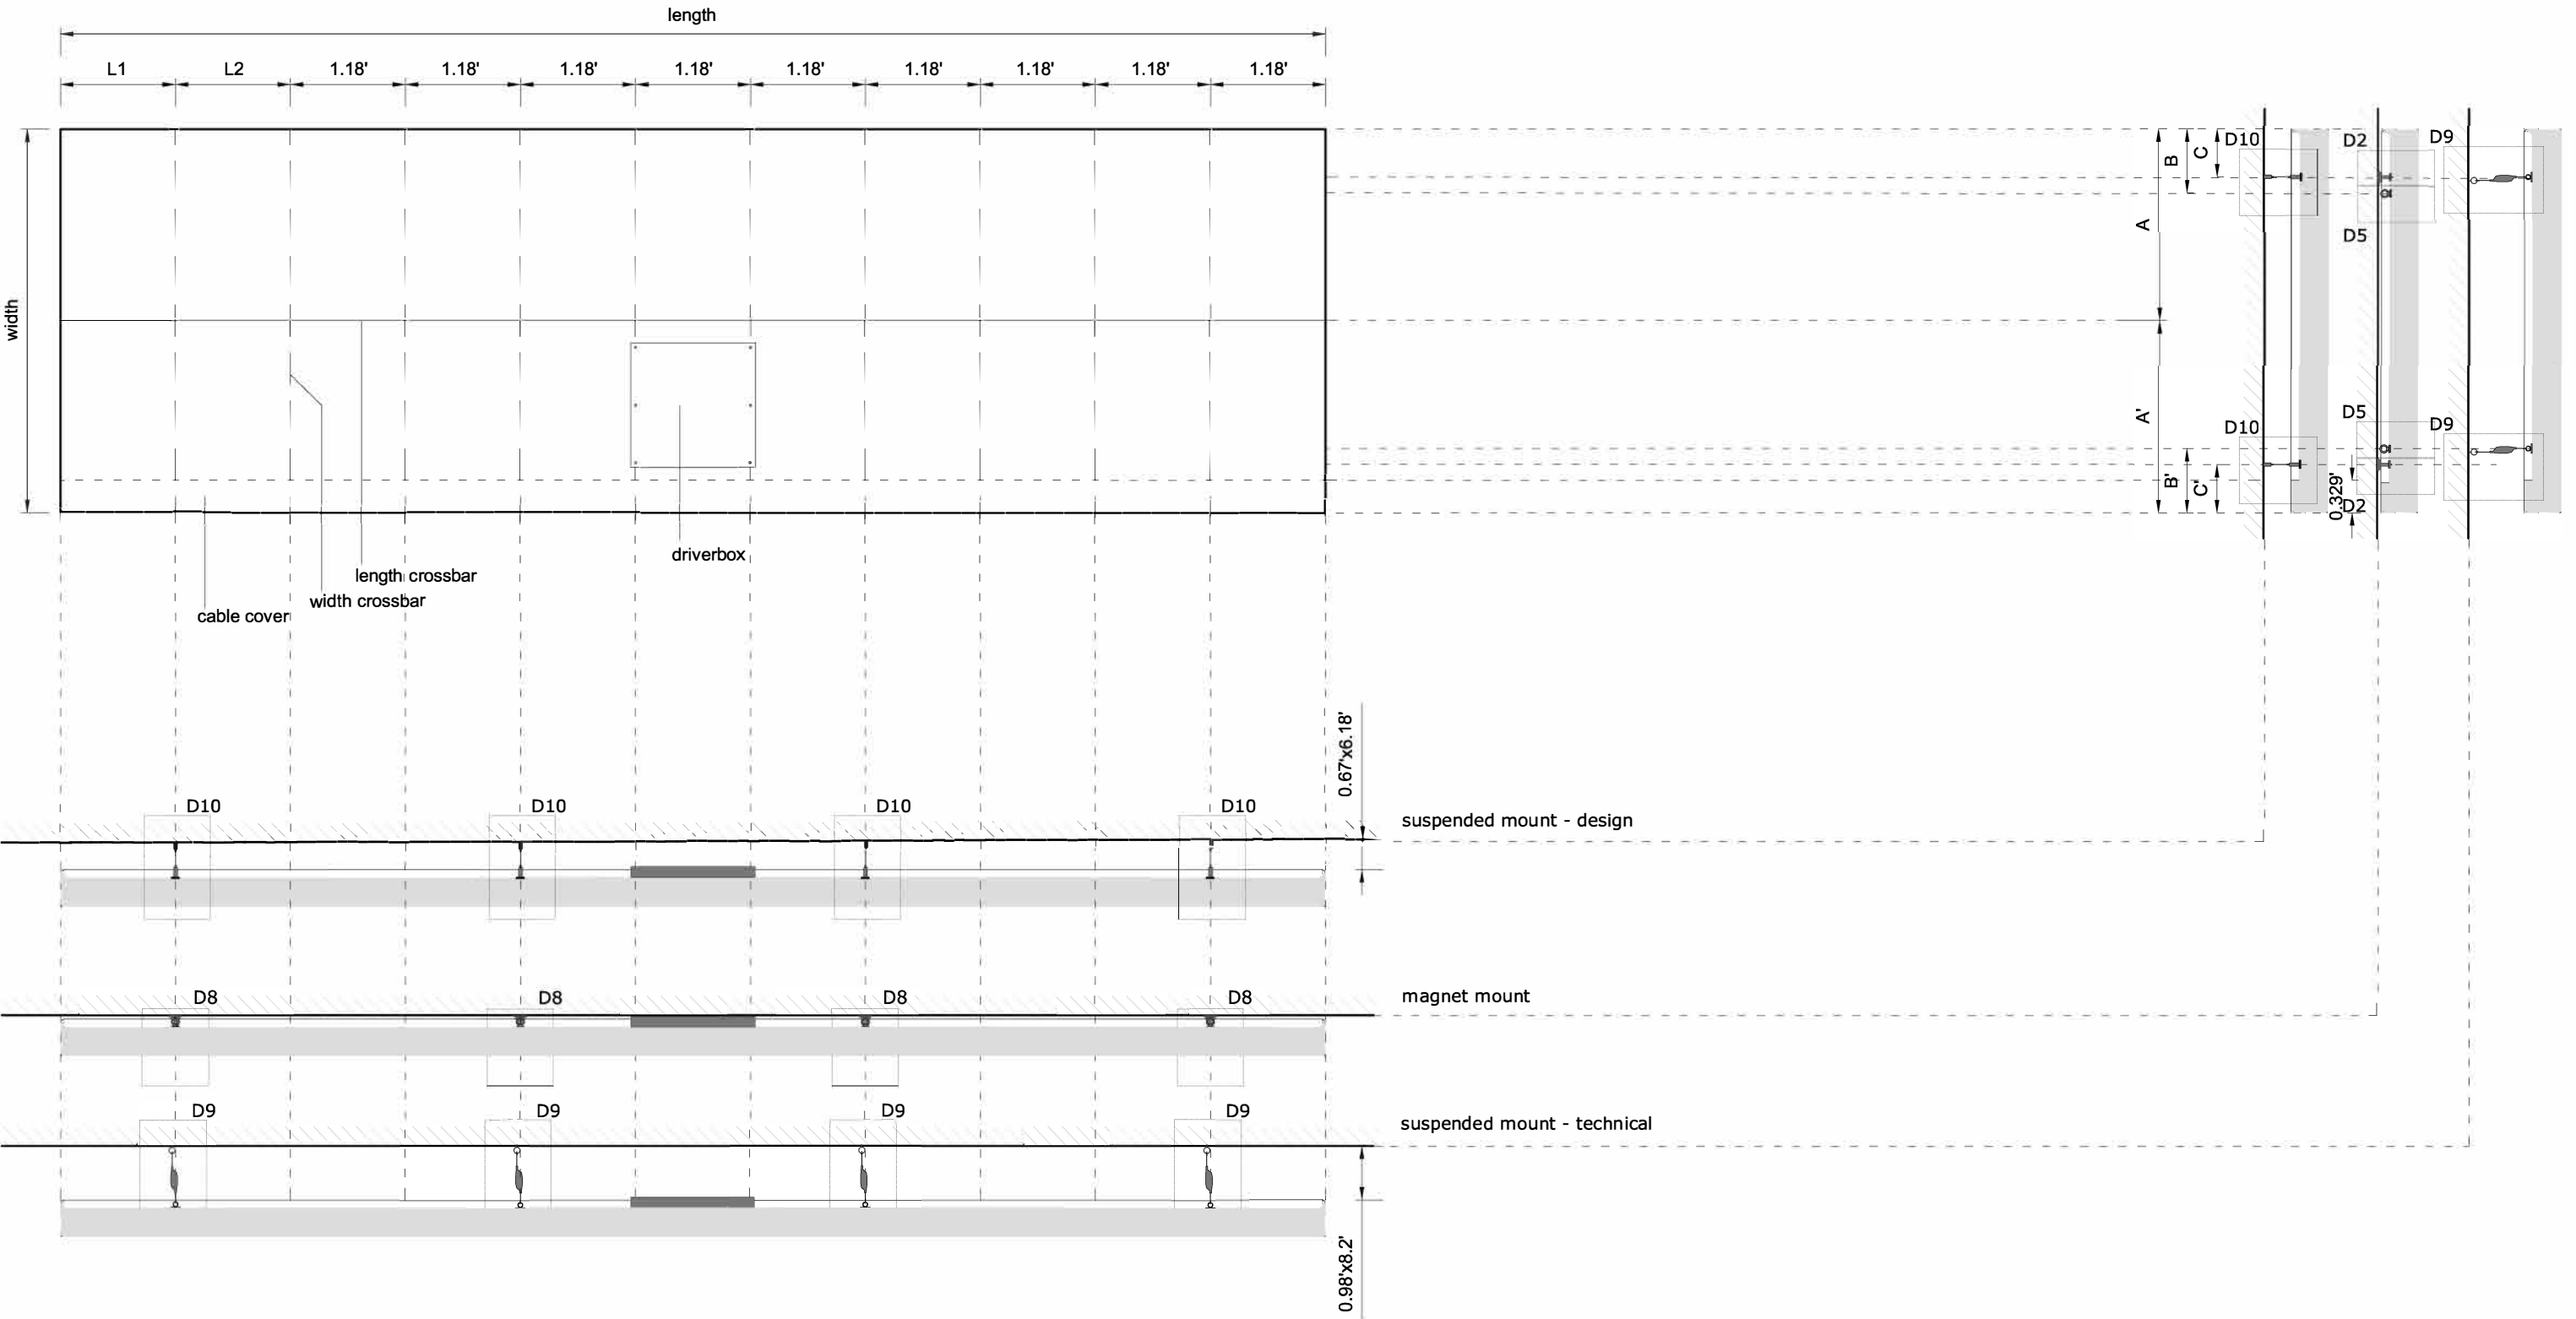 length
L1 L2 1.18' 1.18' 1.18' 1.18' 1.18' 1.18' 1.18' 1.18' 1.18'
width
driverbox
length crossbar
width crossbar
cable cover
A
B
C
A'
B'
C'
D10
D2
D9
D5
D5
D10
D9
0.329'
D2
0.67'x6.18'
D10 D10 D10 D10
suspended mount - design
D8 D8 D8 D8
magnet mount
D9 D9 D9 D9
suspended mount - technical
0.98'x8.2'